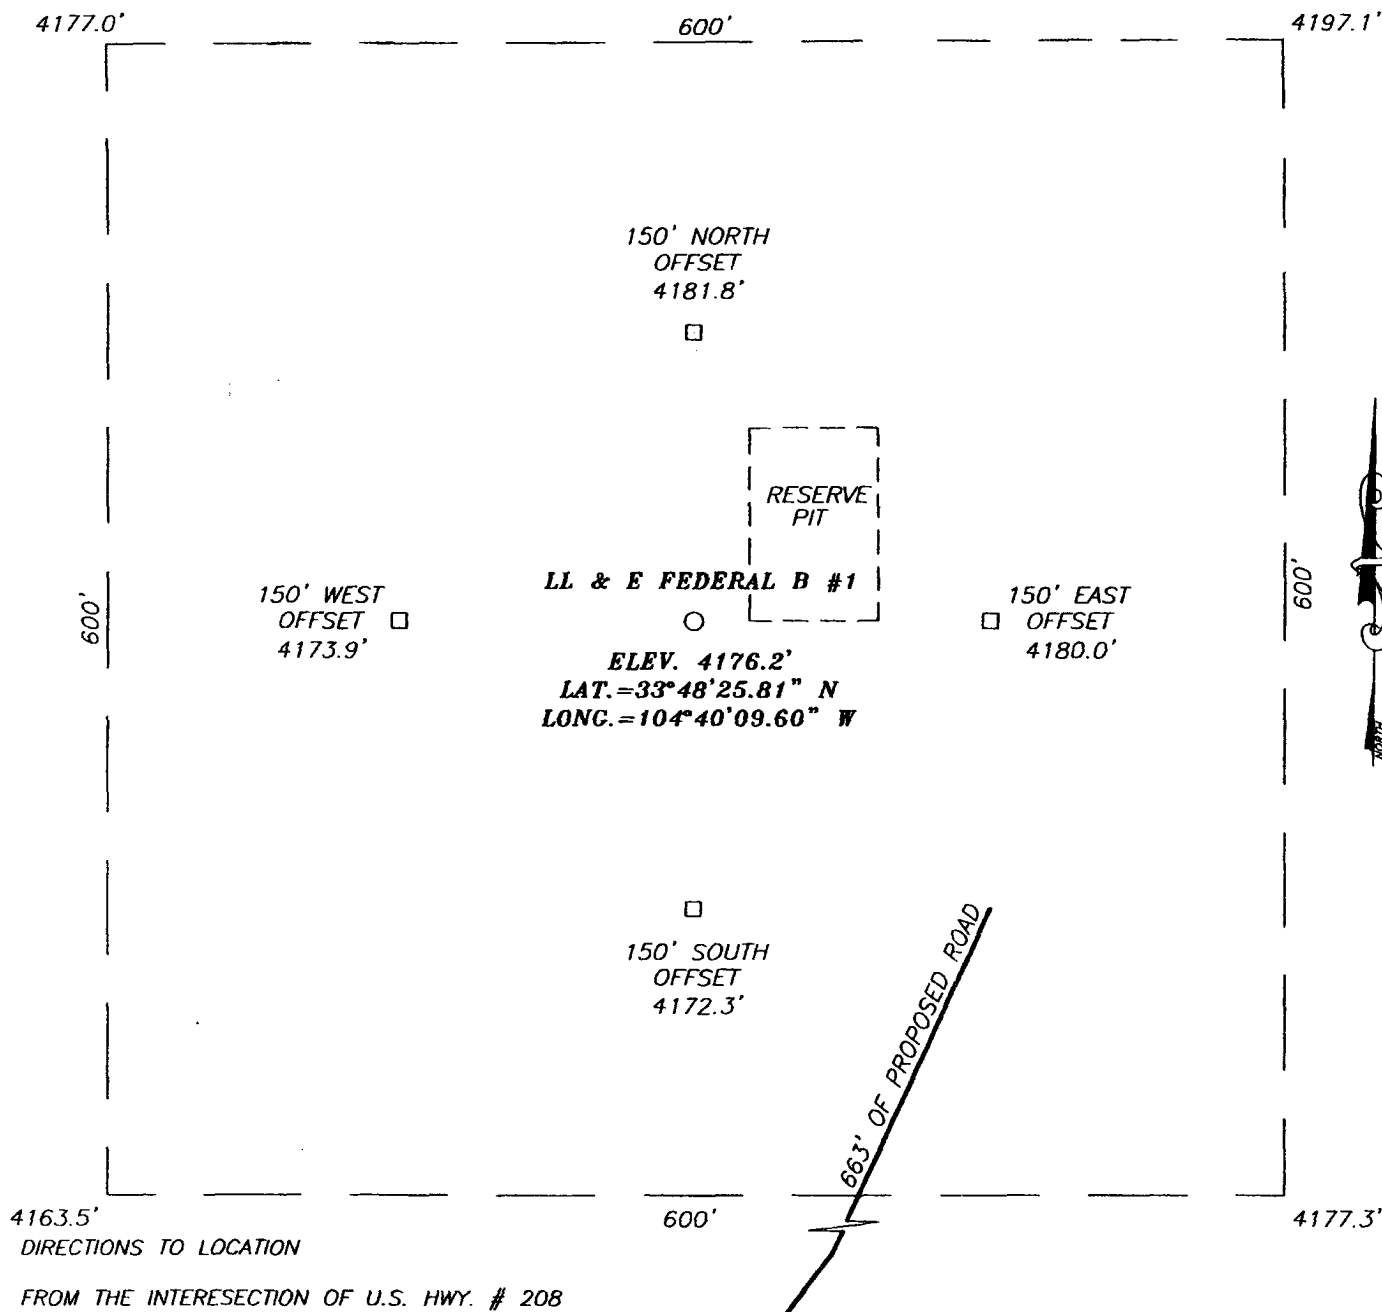 4177.0'
600'
4197.1'
150' NORTH
OFFSET
4181.8'
RESERVE
PIT
LL & E FEDERAL B #1
150' WEST
OFFSET
4173.9'
600'
150' EAST
OFFSET
4180.0'
600'
ELEV. 4176.2'
LAT.=33°48'25.81" N
LONG.=104°40'09.60" W
NORTH
150' SOUTH
OFFSET
4172.3'
663' OF PROPOSED ROAD
4163.5'
600'
4177.3'
DIRECTIONS TO LOCATION
FROM THE INTERESECTION OF U.S. HWY. # 208